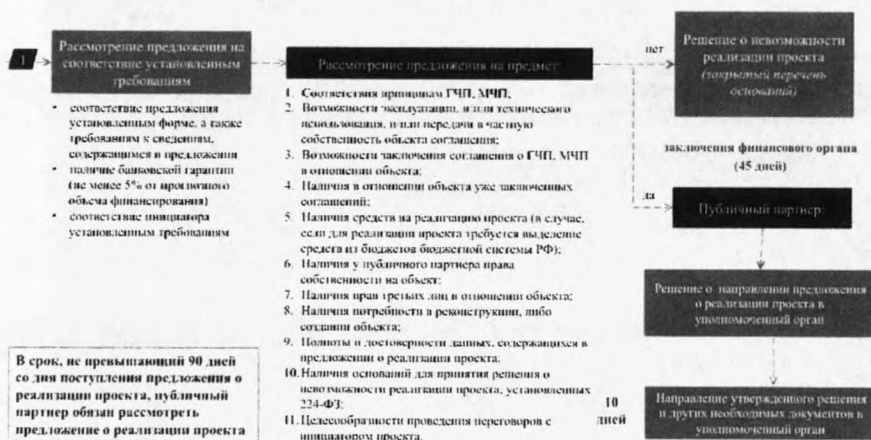 1
Рассмотрение предложения на
соответствие установленным
требованиям
• соответствие предложения
установленным форме, а также
требованиям к сведениям,
содержащимся в предложения
• наличие банковской гарантии
(не менее 5% от прогнозного
объема финансирования)
• соответствие инициатора
установленным требованиям
В срок, не превышающий 90 дней
со дня поступления предложения о
реализации проекта, публичный
партнер обязан рассмотреть
предложение о реализации проекта
Рассмотрение предложения на предмет:
1. Соответствия принципам ГЧП, МЧП,
2. Возможности эксплуатации, и или технического
использования, и или передачи в частную
собственность объекта соглашения;
3. Возможности заключения соглашения о ГЧП, МЧП
в отношении объекта;
4. Наличия в отношении объекта уже заключенных
соглашений;
5. Наличия средств на реализацию проекта (в случае,
если для реализации проекта требуется выделение
средств из бюджетов бюджетной системы РФ);
6. Наличия у публичного партнера права
собственности на объект;
7. Наличия прав третьих лиц в отношении объекта;
8. Наличия потребности в реконструкции, либо
создании объекта;
9. Полноты и достоверности данных, содержащихся в
предложении о реализации проекта;
10. Наличия оснований для принятия решения о
невозможности реализации проекта, установленных
224-ФЗ;
11. Целесообразности проведения переговоров с
инициатором проекта.
нет
Решение о невозможности
реализации проекта
(закрытый перечень
оснований)
заключения финансового органа
(45 дней)
да
Публичный партнер:
Решение о направлении предложения
о реализации проекта в
уполномоченный орган
10
дней
Направление утвержденного решения
и других необходимых документов в
уполномоченный орган